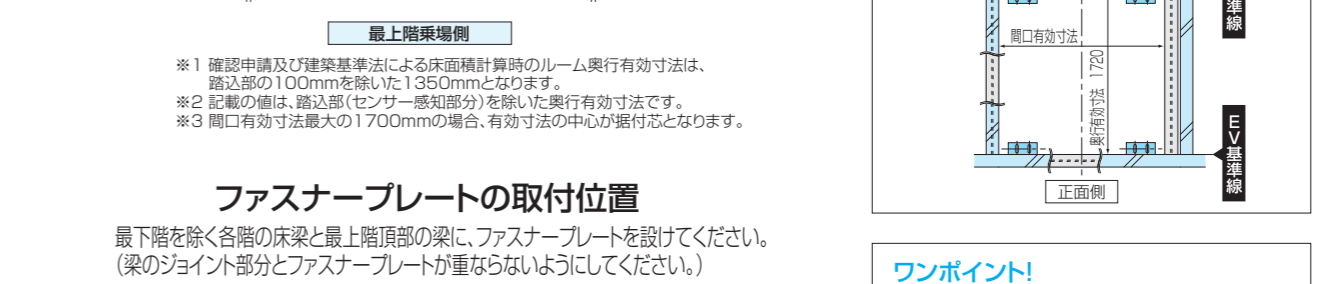 最上階乗場側
※1 確認申請及び建築基準法による床面積計算時のルーム奥行有効寸法は、
踏込部の100mmを除いた1350mmとなります。
※2 記載の値は、踏込部(センサー感知部分)を除いた奥行有効寸法です。
※3 間口有効寸法最大の1700mmの場合、有効寸法の中心が据付芯となります。
ファスナープレートの取付位置
最下階を除く各階の床梁と最上階頂部の梁に、ファスナープレートを設けてください。
(梁のジョイント部分とファスナープレートが重ならないようにしてください。)
準線
間口有効寸法
奥行有効寸法 1720
EV基準線
正面側
ワンポイント!